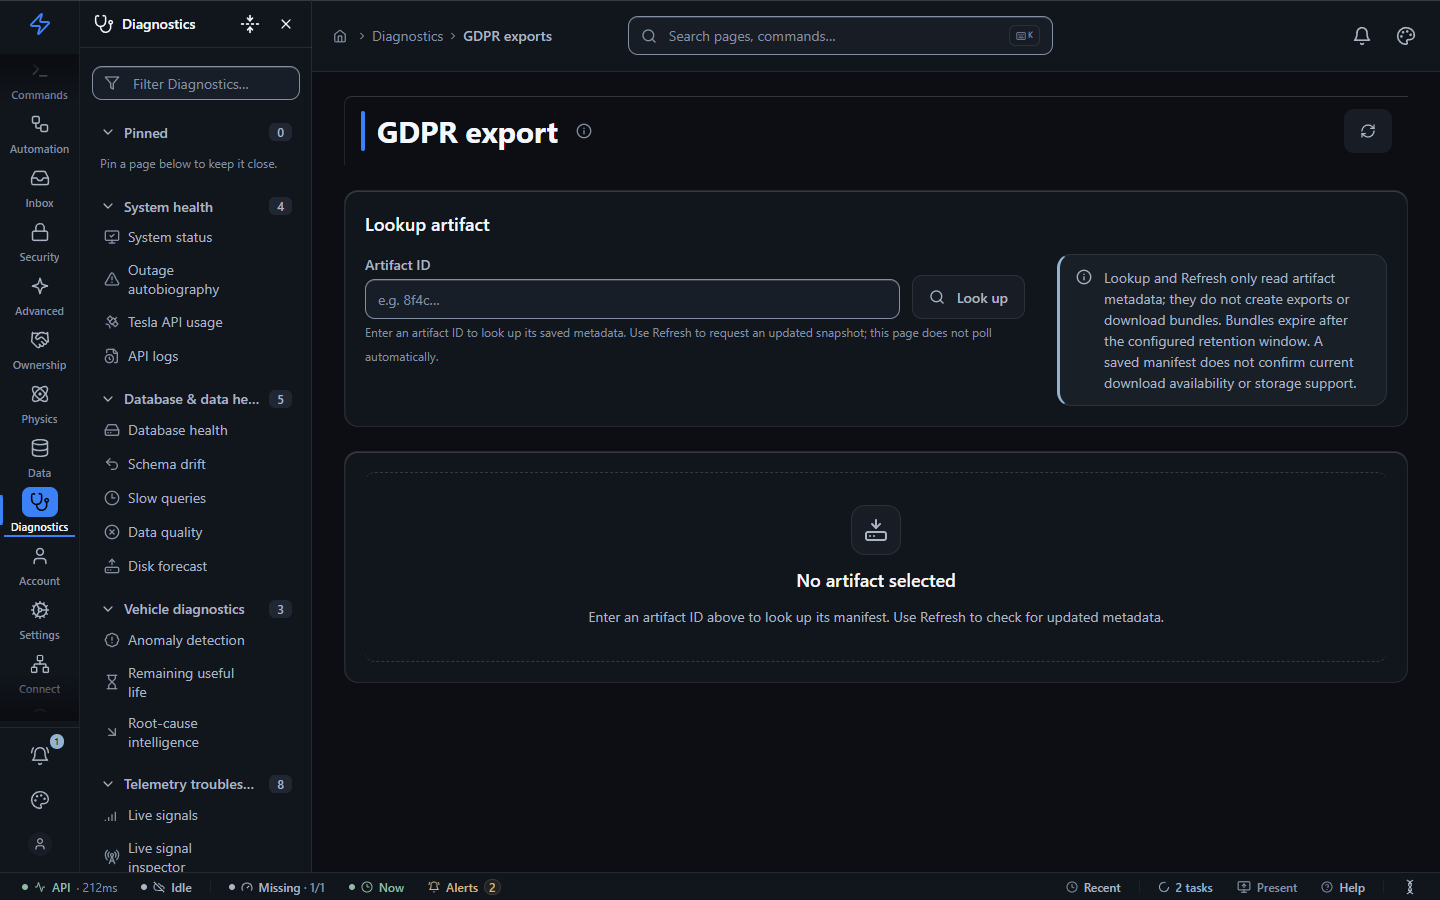 Diagnostics
Diagnostics
GDPR exports
Search pages, commands...
K
Commands
Automation
Inbox
Security
Advanced
Ownership
Physics
Data
Diagnostics
Account
Settings
Connect
1
Filter Diagnostics...
Pinned
0
Pin a page below to keep it close.
System health
4
System status
Outage
autobiography
Tesla API usage
API logs
Database & data he...
5
Database health
Schema drift
Slow queries
Data quality
Disk forecast
Vehicle diagnostics
3
Anomaly detection
Remaining useful
life
Root-cause
intelligence
Telemetry troubles...
8
Live signals
Live signal
inspector
GDPR export
Lookup artifact
Artifact ID
e.g. 8f4c...
Look up
Enter an artifact ID to look up its saved metadata. Use Refresh to request an updated snapshot; this page does not poll
automatically.
Lookup and Refresh only read artifact
metadata; they do not create exports or
download bundles. Bundles expire after
the configured retention window. A
saved manifest does not confirm current
download availability or storage support.
No artifact selected
Enter an artifact ID above to look up its manifest. Use Refresh to check for updated metadata.
API · 212ms
Idle
Missing · 1/1
Now
Alerts 2
Recent
2 tasks
Present
Help